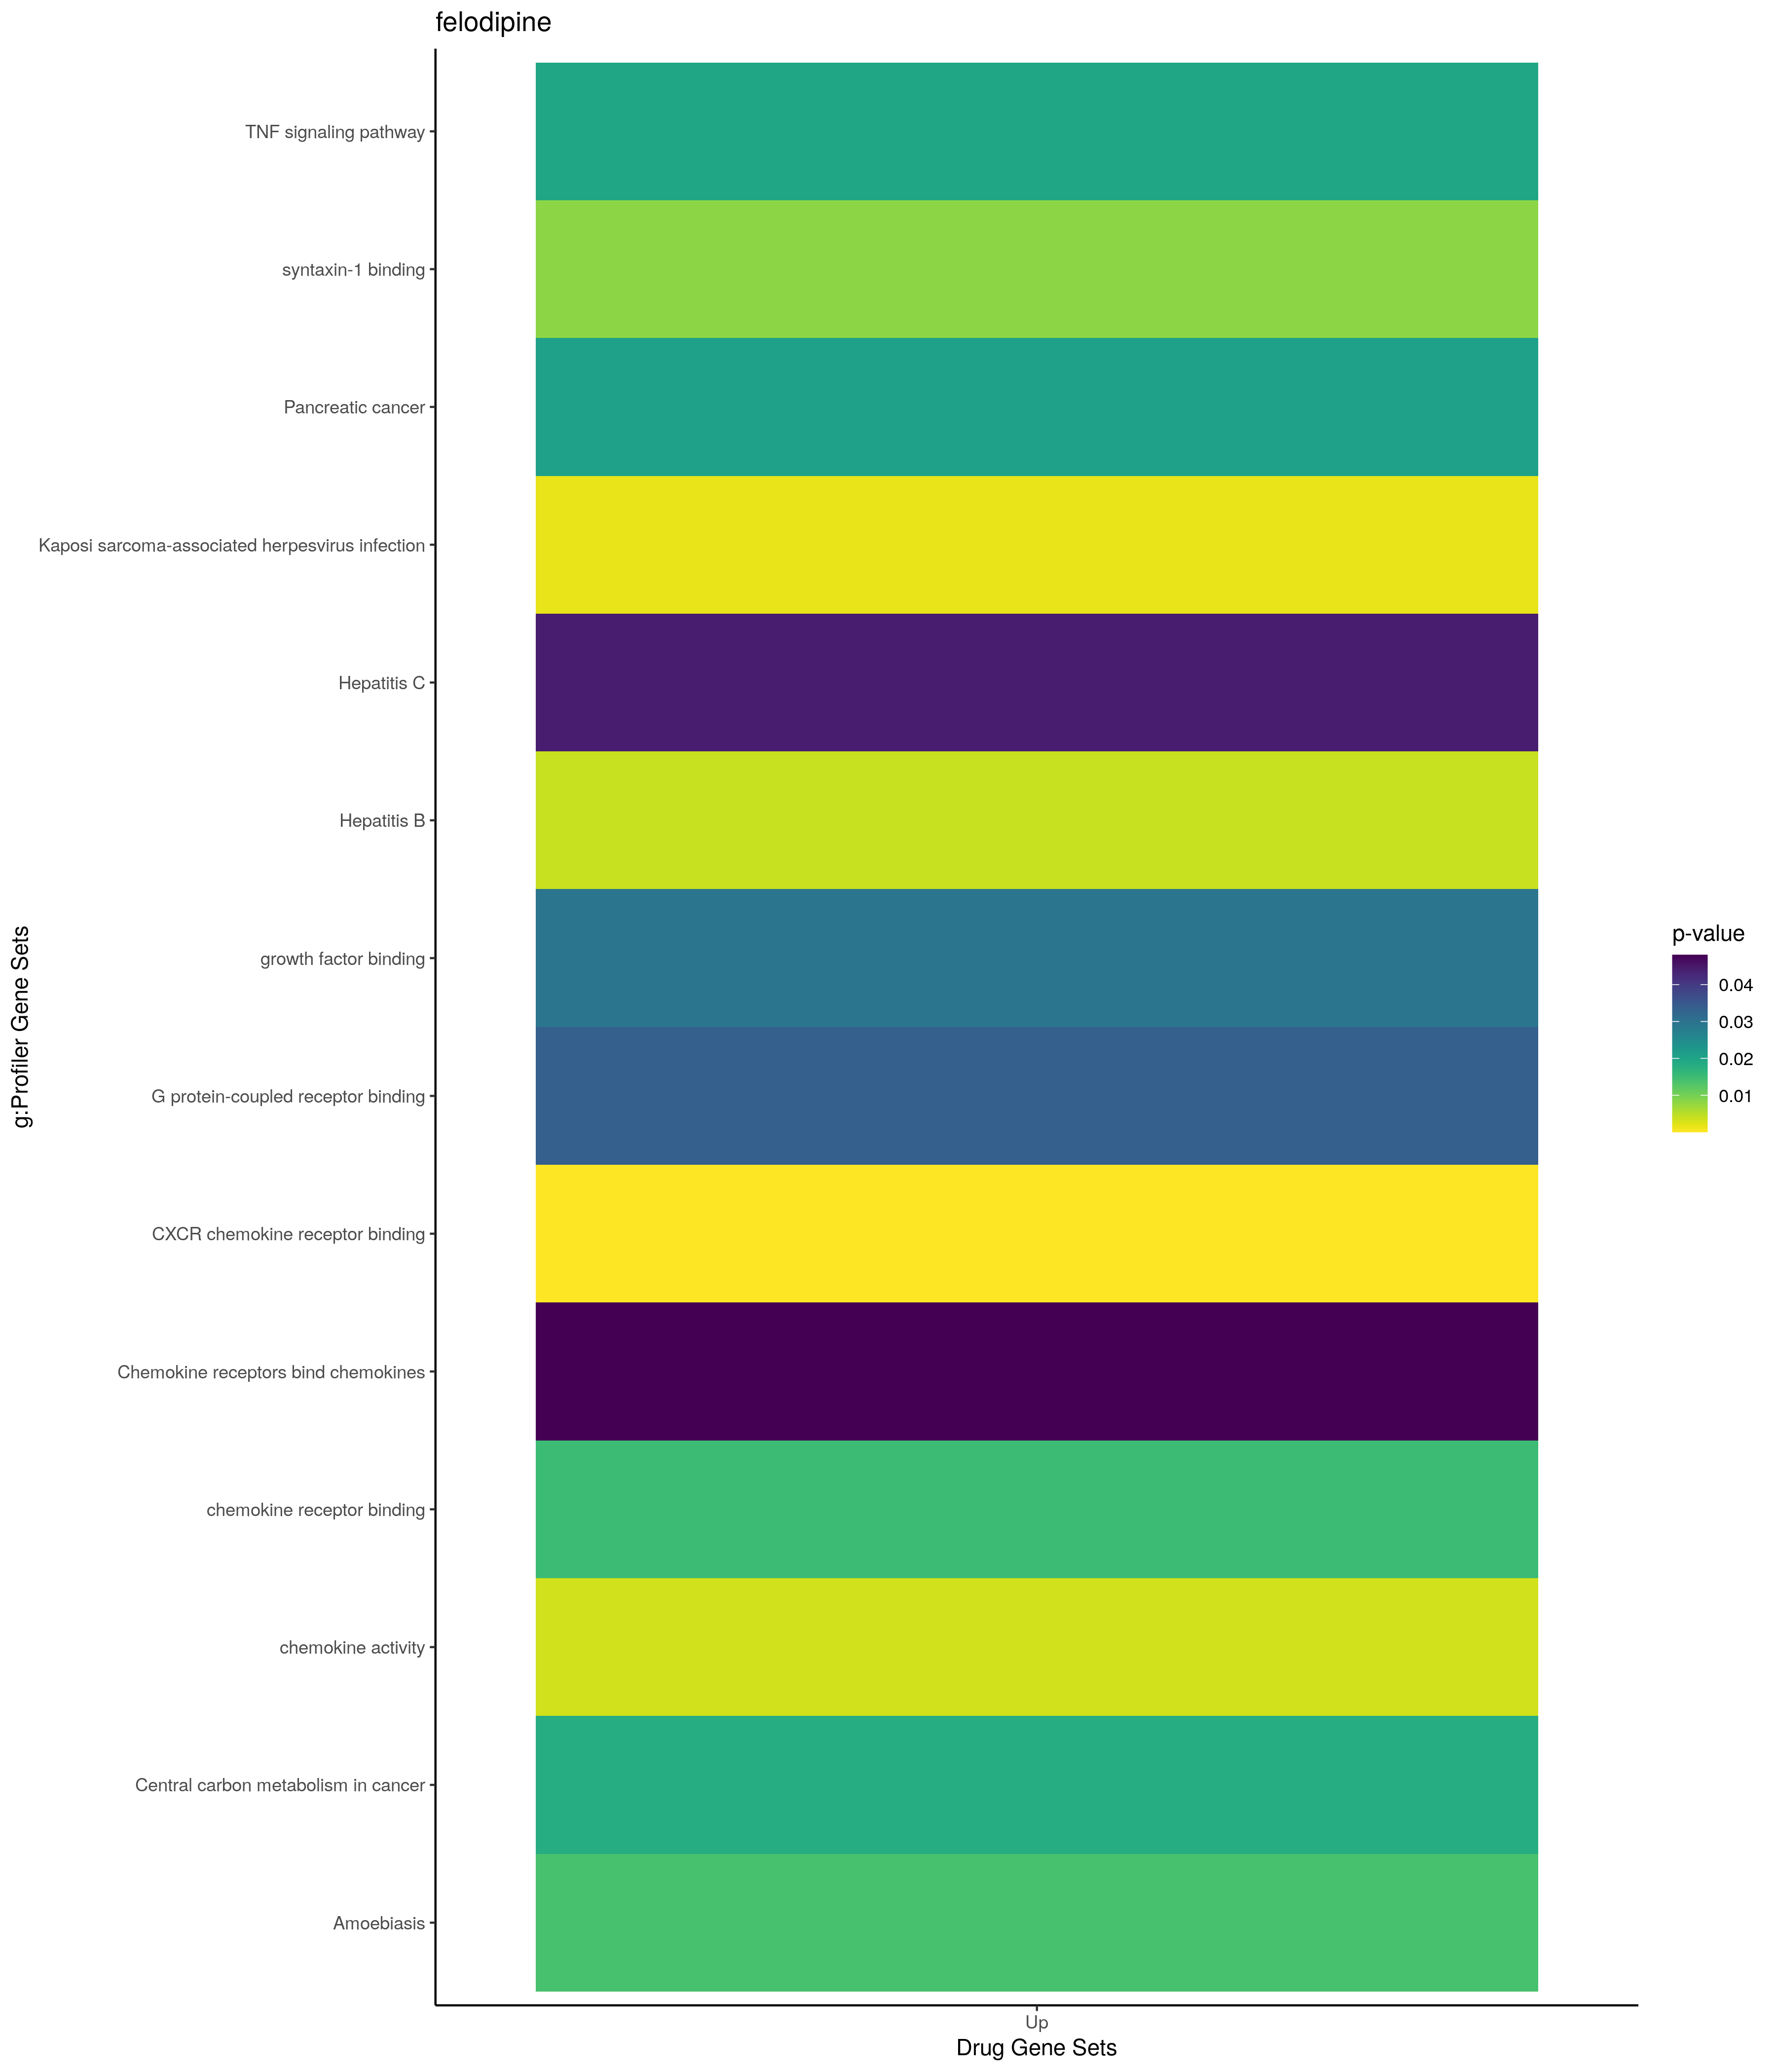 felodipine
TNF signaling pathway
syntaxin-1 binding
Pancreatic cancer
Kaposi sarcoma-associated herpesvirus infection
Hepatitis C
Hepatitis B
growth factor binding
G protein-coupled receptor binding
CXCR chemokine receptor binding
Chemokine receptors bind chemokines
chemokine receptor binding
chemokine activity
Central carbon metabolism in cancer
Amoebiasis
g:Profiler Gene Sets
Up
Drug Gene Sets
p-value
0.04
0.03
0.02
0.01